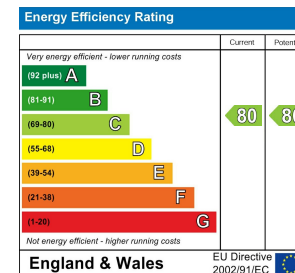 Energy Efficiency Rating
Current
Very energy efficient - lower running costs
(92 plus) A
(81-91) B
(69-80) C
80 80
(55-68) D
(39-54) E
(21-38) F
(1-20) G
Not energy efficient - higher running costs
England & Wales
EU Directive
2002/91/EC